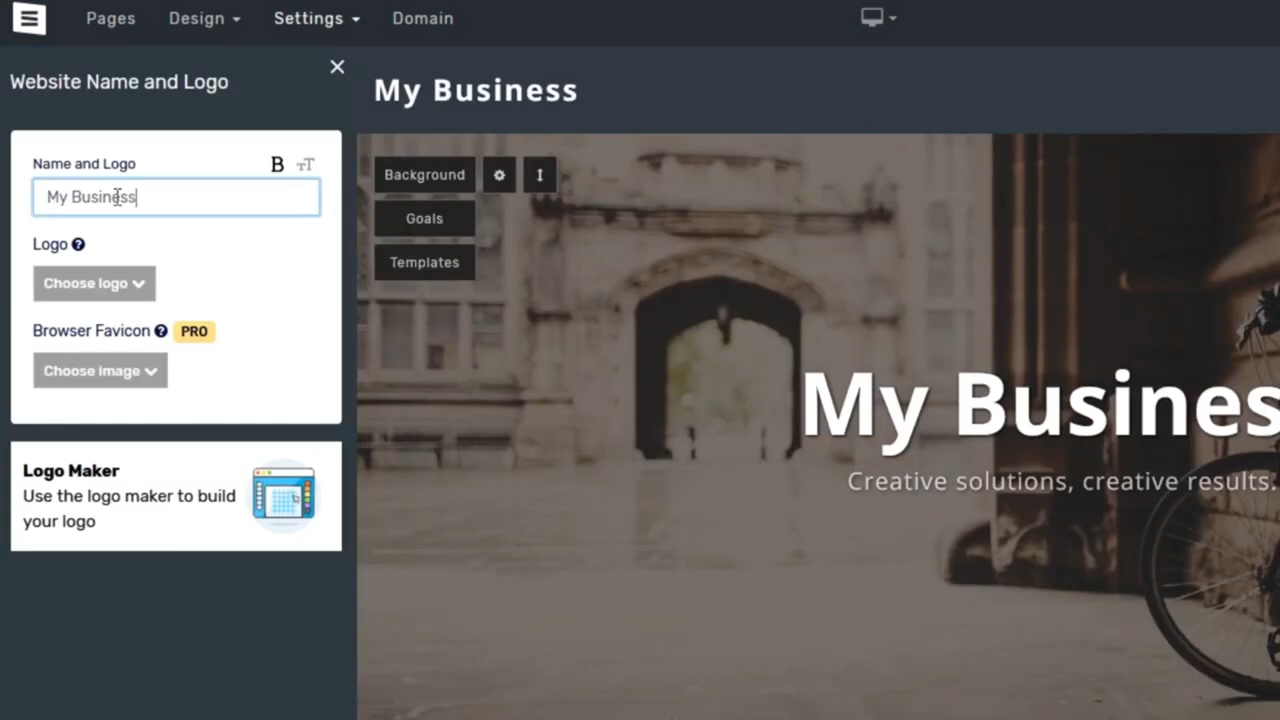 Pages Design Settings Domain
Website Name and Logo
Name and Logo B TT
My Business
Logo ?
Choose logo
Browser Favicon ? PRO
Choose image
Logo Maker
Use the logo maker to build
your logo
My Business
Background
Goals
Templates
My Busines
Creative solutions, creative results.